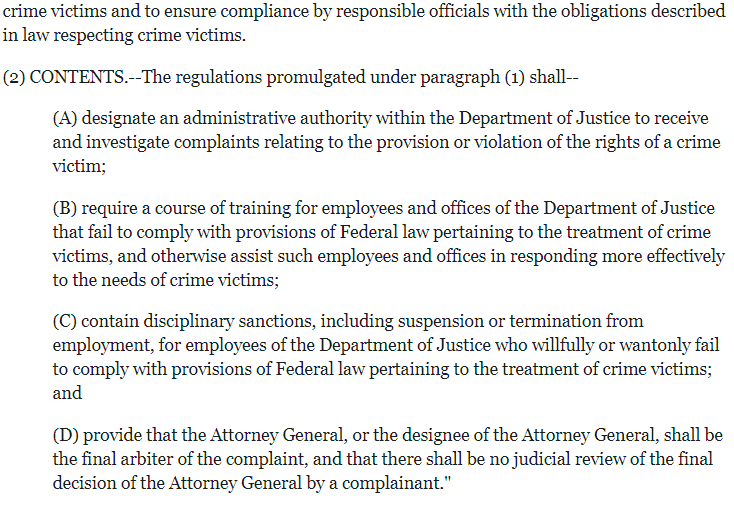 crime victims and to ensure compliance by responsible officials with the obligations described
in law respecting crime victims.
(2) CONTENTS.--The regulations promulgated under paragraph (1) shall--
(A) designate an administrative authority within the Department of Justice to receive
and investigate complaints relating to the provision or violation of the rights of a crime
victim;
(B) require a course of training for employees and offices of the Department of Justice
that fail to comply with provisions of Federal law pertaining to the treatment of crime
victims, and otherwise assist such employees and offices in responding more effectively
to the needs of crime victims;
(C) contain disciplinary sanctions, including suspension or termination from
employment, for employees of the Department of Justice who willfully or wantonly fail
to comply with provisions of Federal law pertaining to the treatment of crime victims;
and
(D) provide that the Attorney General, or the designee of the Attorney General, shall be
the final arbiter of the complaint, and that there shall be no judicial review of the final
decision of the Attorney General by a complainant."